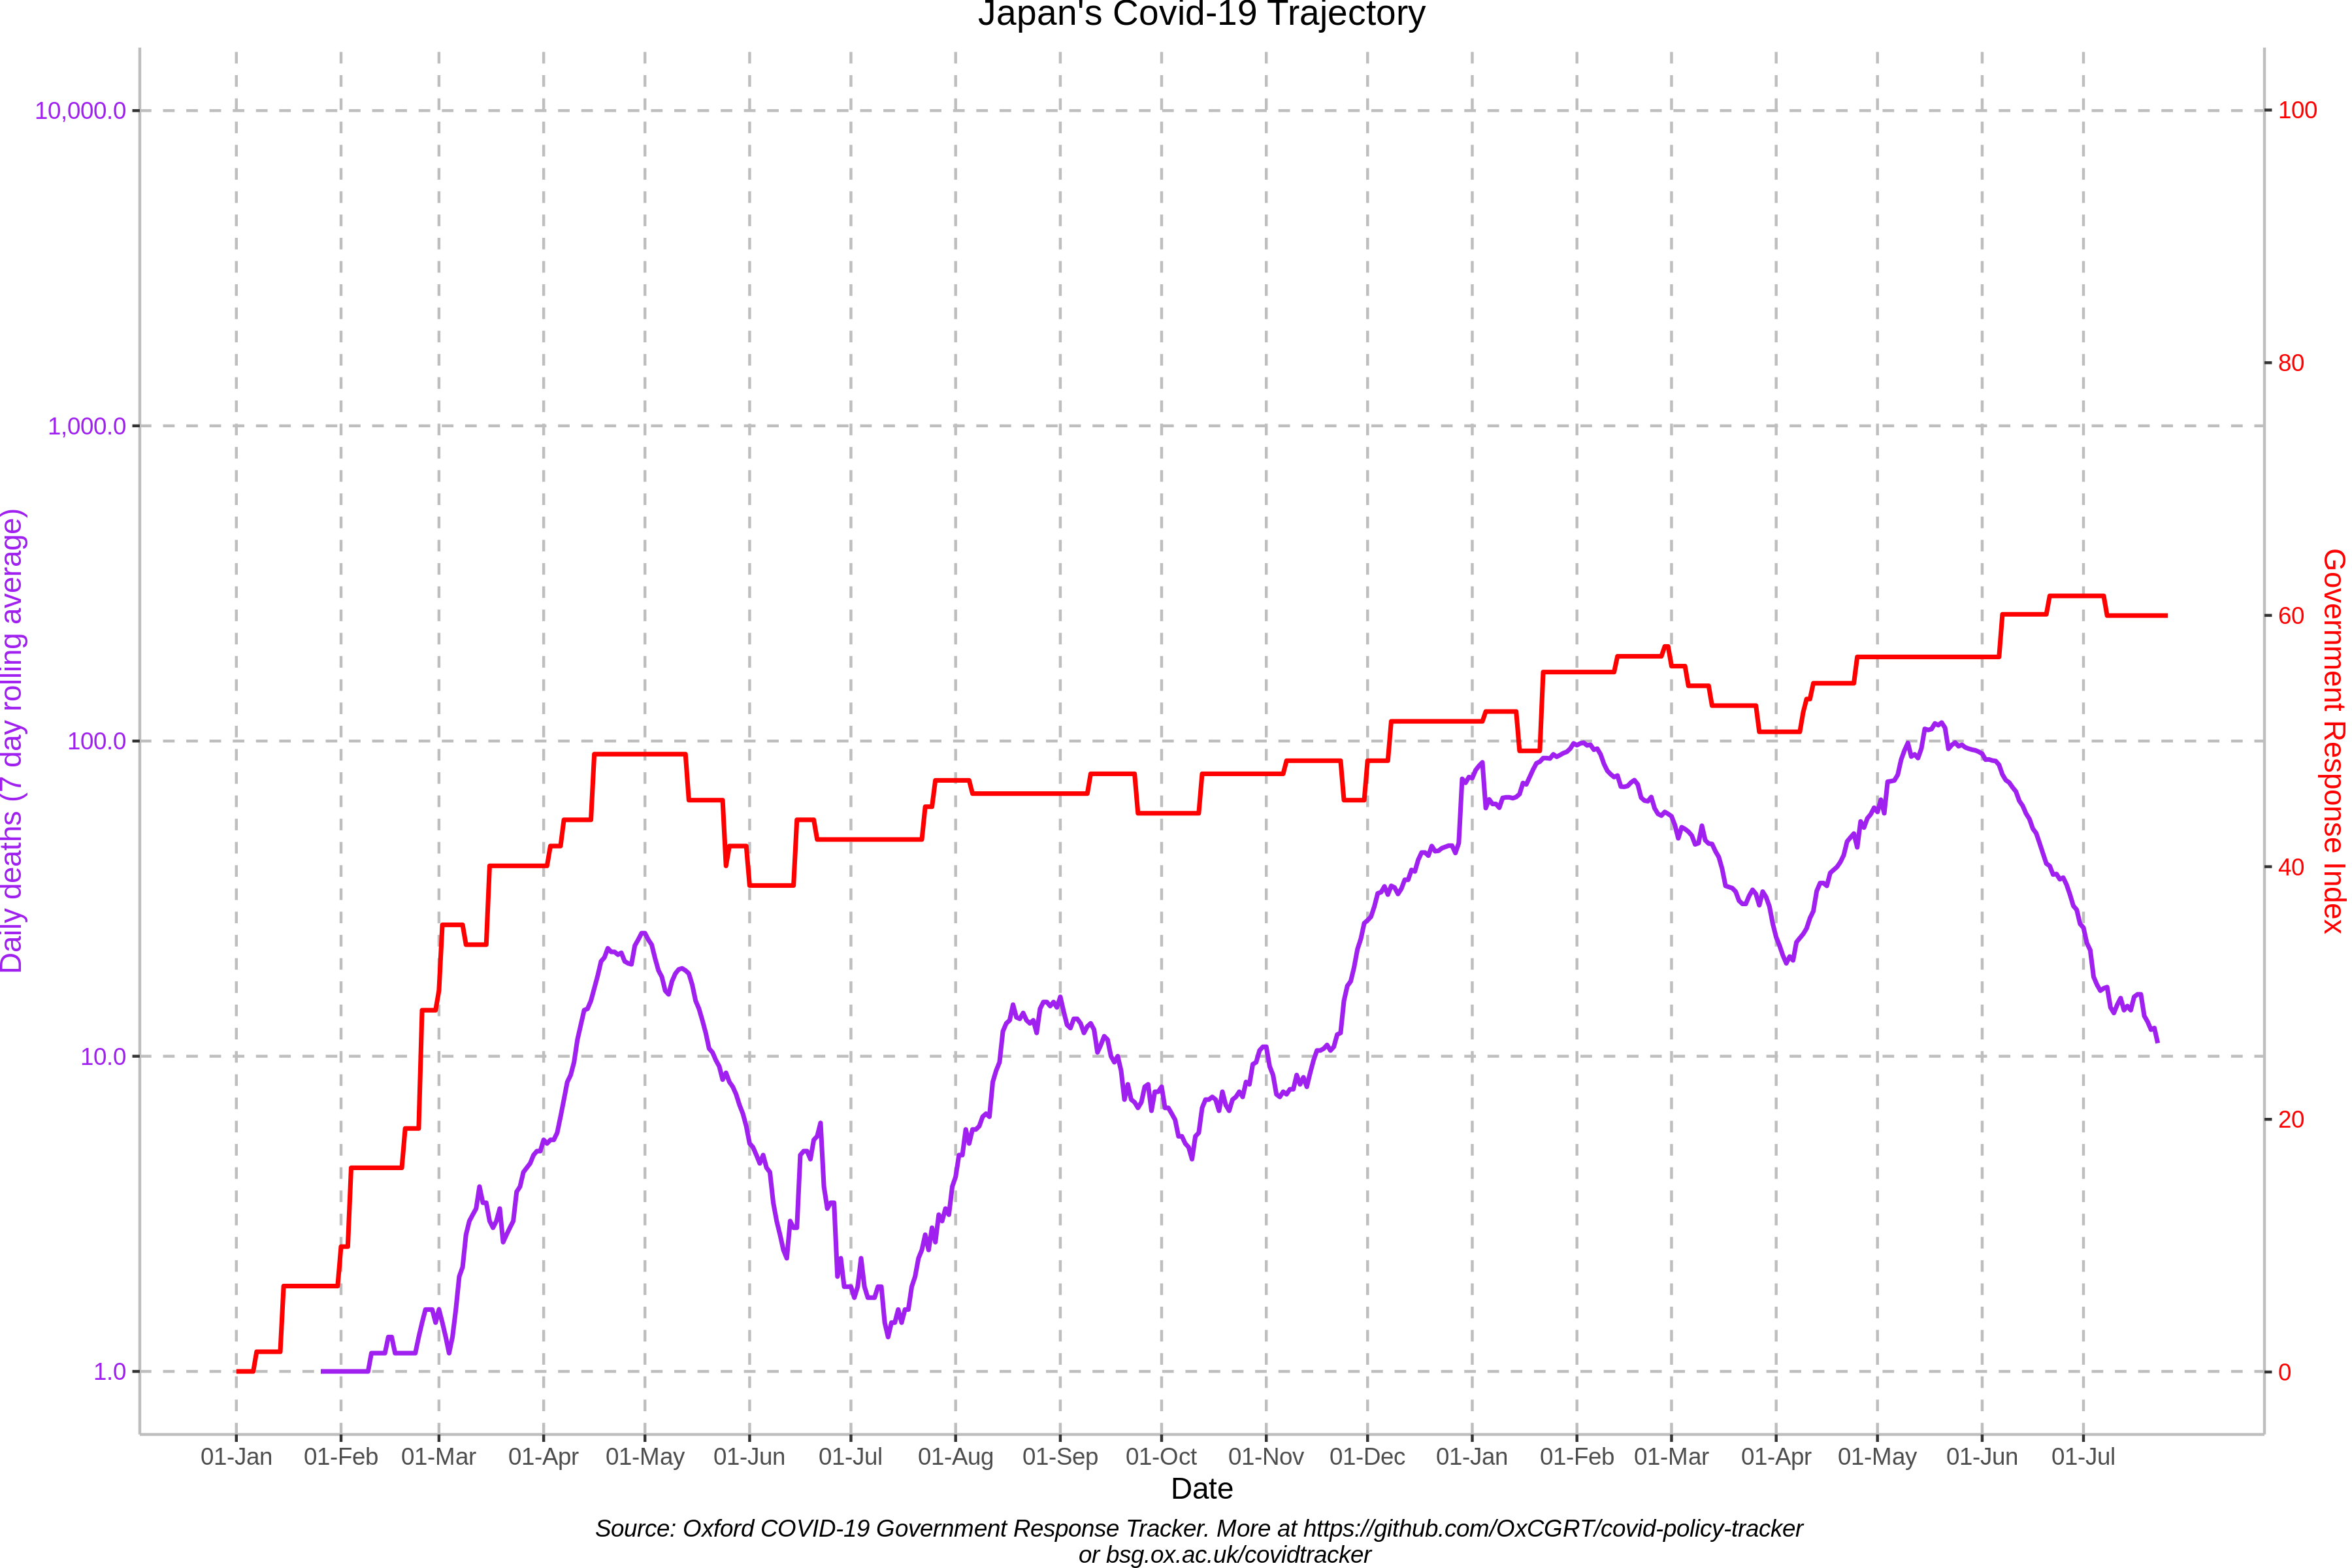 Japan's Covid-19 Trajectory
10,000.0
1,000.0
100.0
10.0
1.0
Daily deaths (7 day rolling average)
100
80
60
40
20
0
Government Response Index
01-Jan 01-Feb 01-Mar 01-Apr 01-May 01-Jun 01-Jul 01-Aug 01-Sep 01-Oct 01-Nov 01-Dec 01-Jan 01-Feb 01-Mar 01-Apr 01-May 01-Jun 01-Jul
Date
Source: Oxford COVID-19 Government Response Tracker. More at https://github.com/OxCGRT/covid-policy-tracker
or bsg.ox.ac.uk/covidtracker